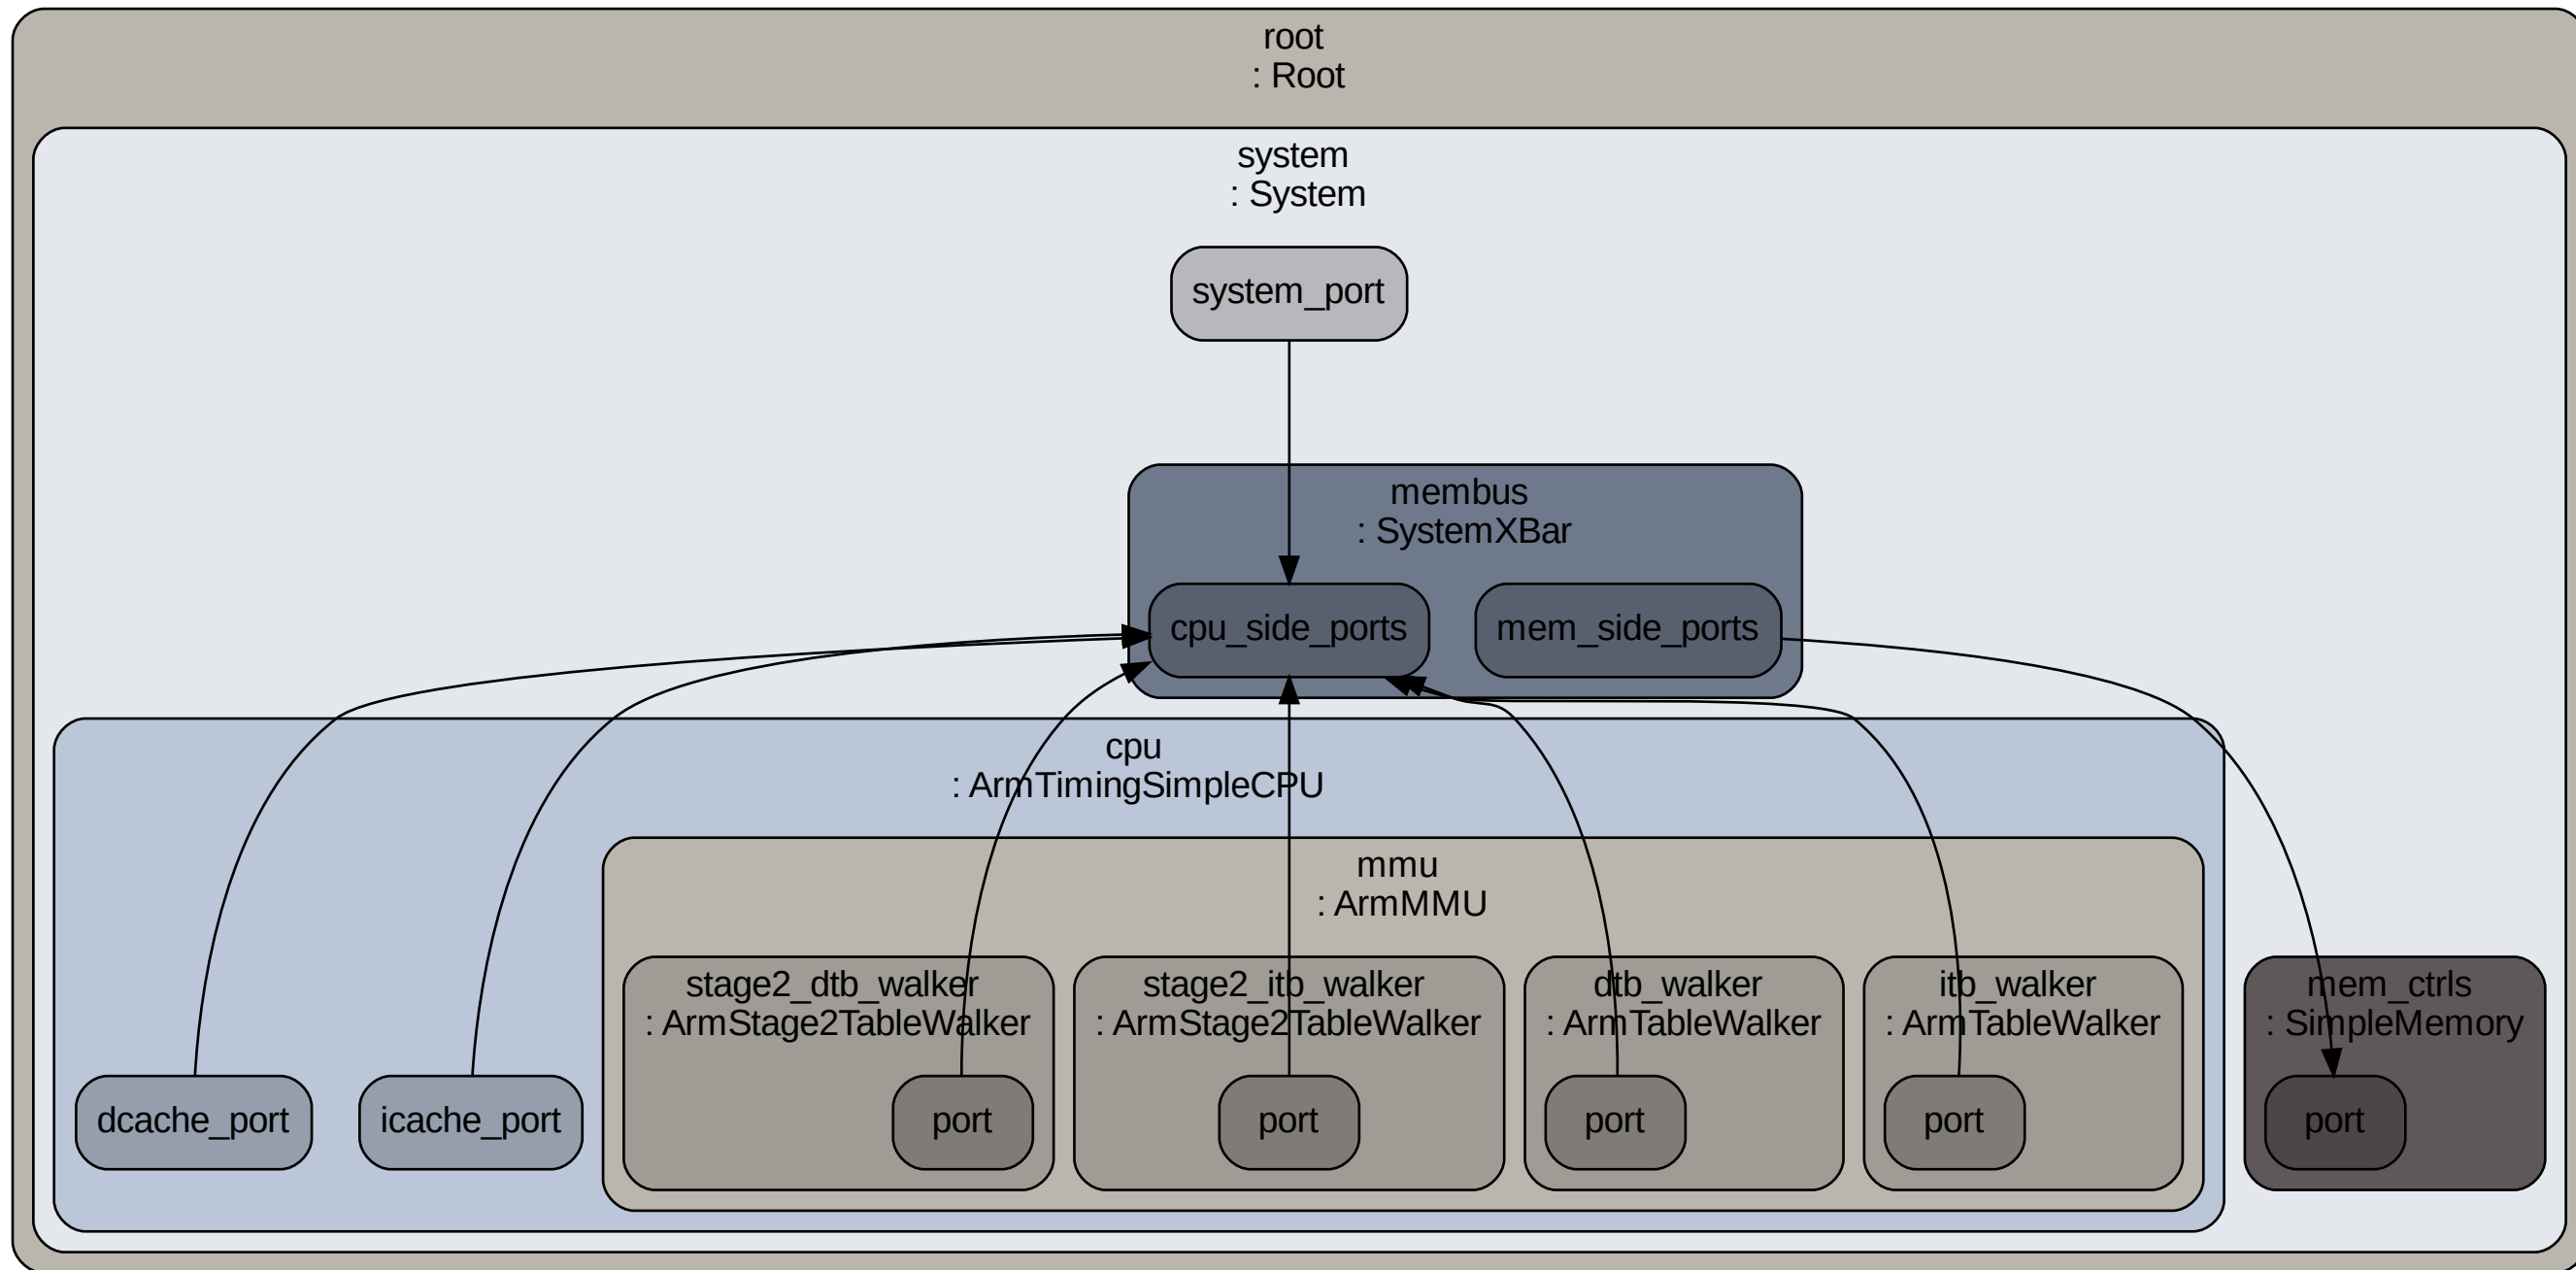 root
: Root
system
: System
system_port
membus
: SystemXBar
cpu_side_ports
mem_side_ports
cpu
: ArmTimingSimpleCPU
mmu
: ArmMMU
stage2_dtb_walker
: ArmStage2TableWalker
stage2_itb_walker
: ArmStage2TableWalker
dtb_walker
: ArmTableWalker
itb_walker
: ArmTableWalker
mem_ctrls
: SimpleMemory
dcache_port
icache_port
port
port
port
port
port